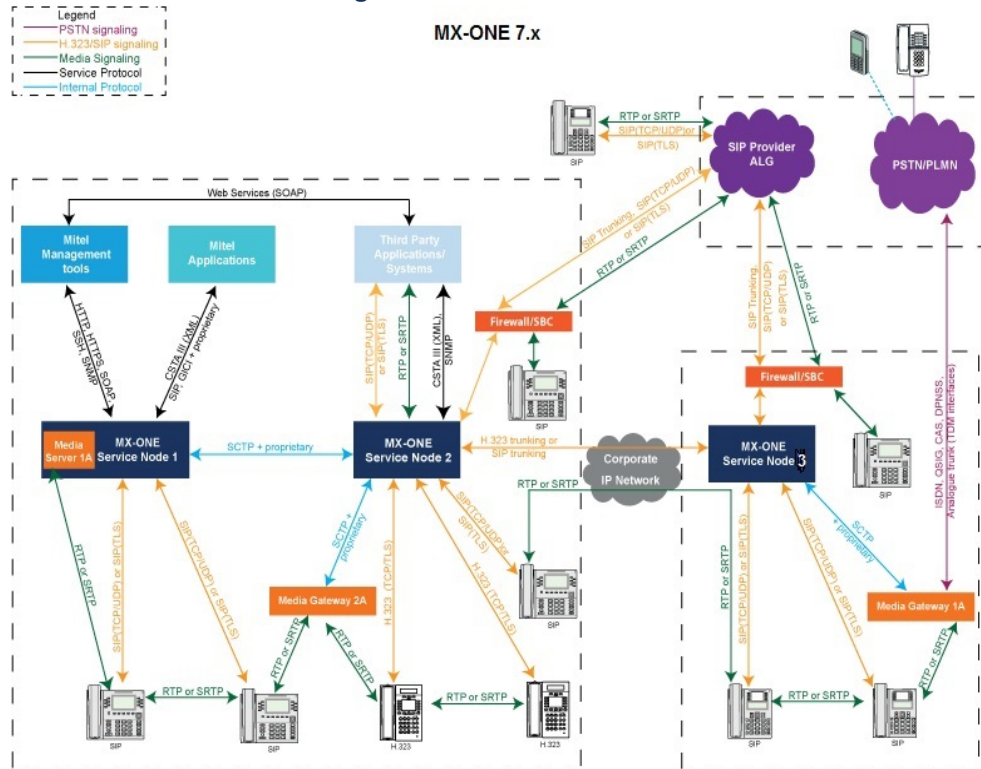 Legend
PSTN signaling
H.323/SIP signaling
Media Signaling
Service Protocol
Internal Protocol
MX-ONE 7.x
RTP or SRTP
SIP(TCP/UDP)or
SIP(TLS)
SIP
SIP Provider
ALG
PSTN/PLMN
Web Services (SOAP)
Mitel
Management
tools
Mitel
Applications
Third Party
Applications/
Systems
SIP Trunking, SIP(TCP/UDP)
or SIP(TLS)
RTP or SRTP
SIP Trunking,
SIP(TCP/UDP)
or SIP(TLS)
RTP or SRTP
HTTP, HTTPS, SOAP,
SSH, SNMP
CSTA III (XML)
SIP, GICI + proprietary
SIP(TCP/UDP)
or SIP(TLS)
RTP or SRTP
CSTA III (XML),
SNMP
Firewall/SBC
SIP
Firewall/SBC
SIP
ISDN, QSIG, CAS, DPNSS,
Analogue trunk (TDM interfaces)
Media
Server 1A
MX-ONE
Service Node 1
SCTP + proprietary
MX-ONE
Service Node 2
H.323 trunking or
SIP trunking
Corporate
IP Network
MX-ONE
Service Node 3
RTP or SRTP
SIP(TCP/UDP) or SIP(TLS)
SIP(TCP/UDP) or SIP(TLS)
SCTP +
proprietary
H.323 (TCP/TLS)
SIP(TCP/UDP)or
SIP(TLS)
H.323 (TCP/TLS)
RTP or SRTP
SIP
RTP or SRTP
SIP(TCP/UDP) or SIP(TLS)
SIP(TCP/UDP) or SIP(TLS)
SCTP
+ proprietary
Media Gateway 2A
Media Gateway 1A
RTP or SRTP
RTP or SRTP
RTP or SRTP
RTP or SRTP
RTP or SRTP
RTP or SRTP
SIP
SIP
H.323
H.323
SIP
SIP